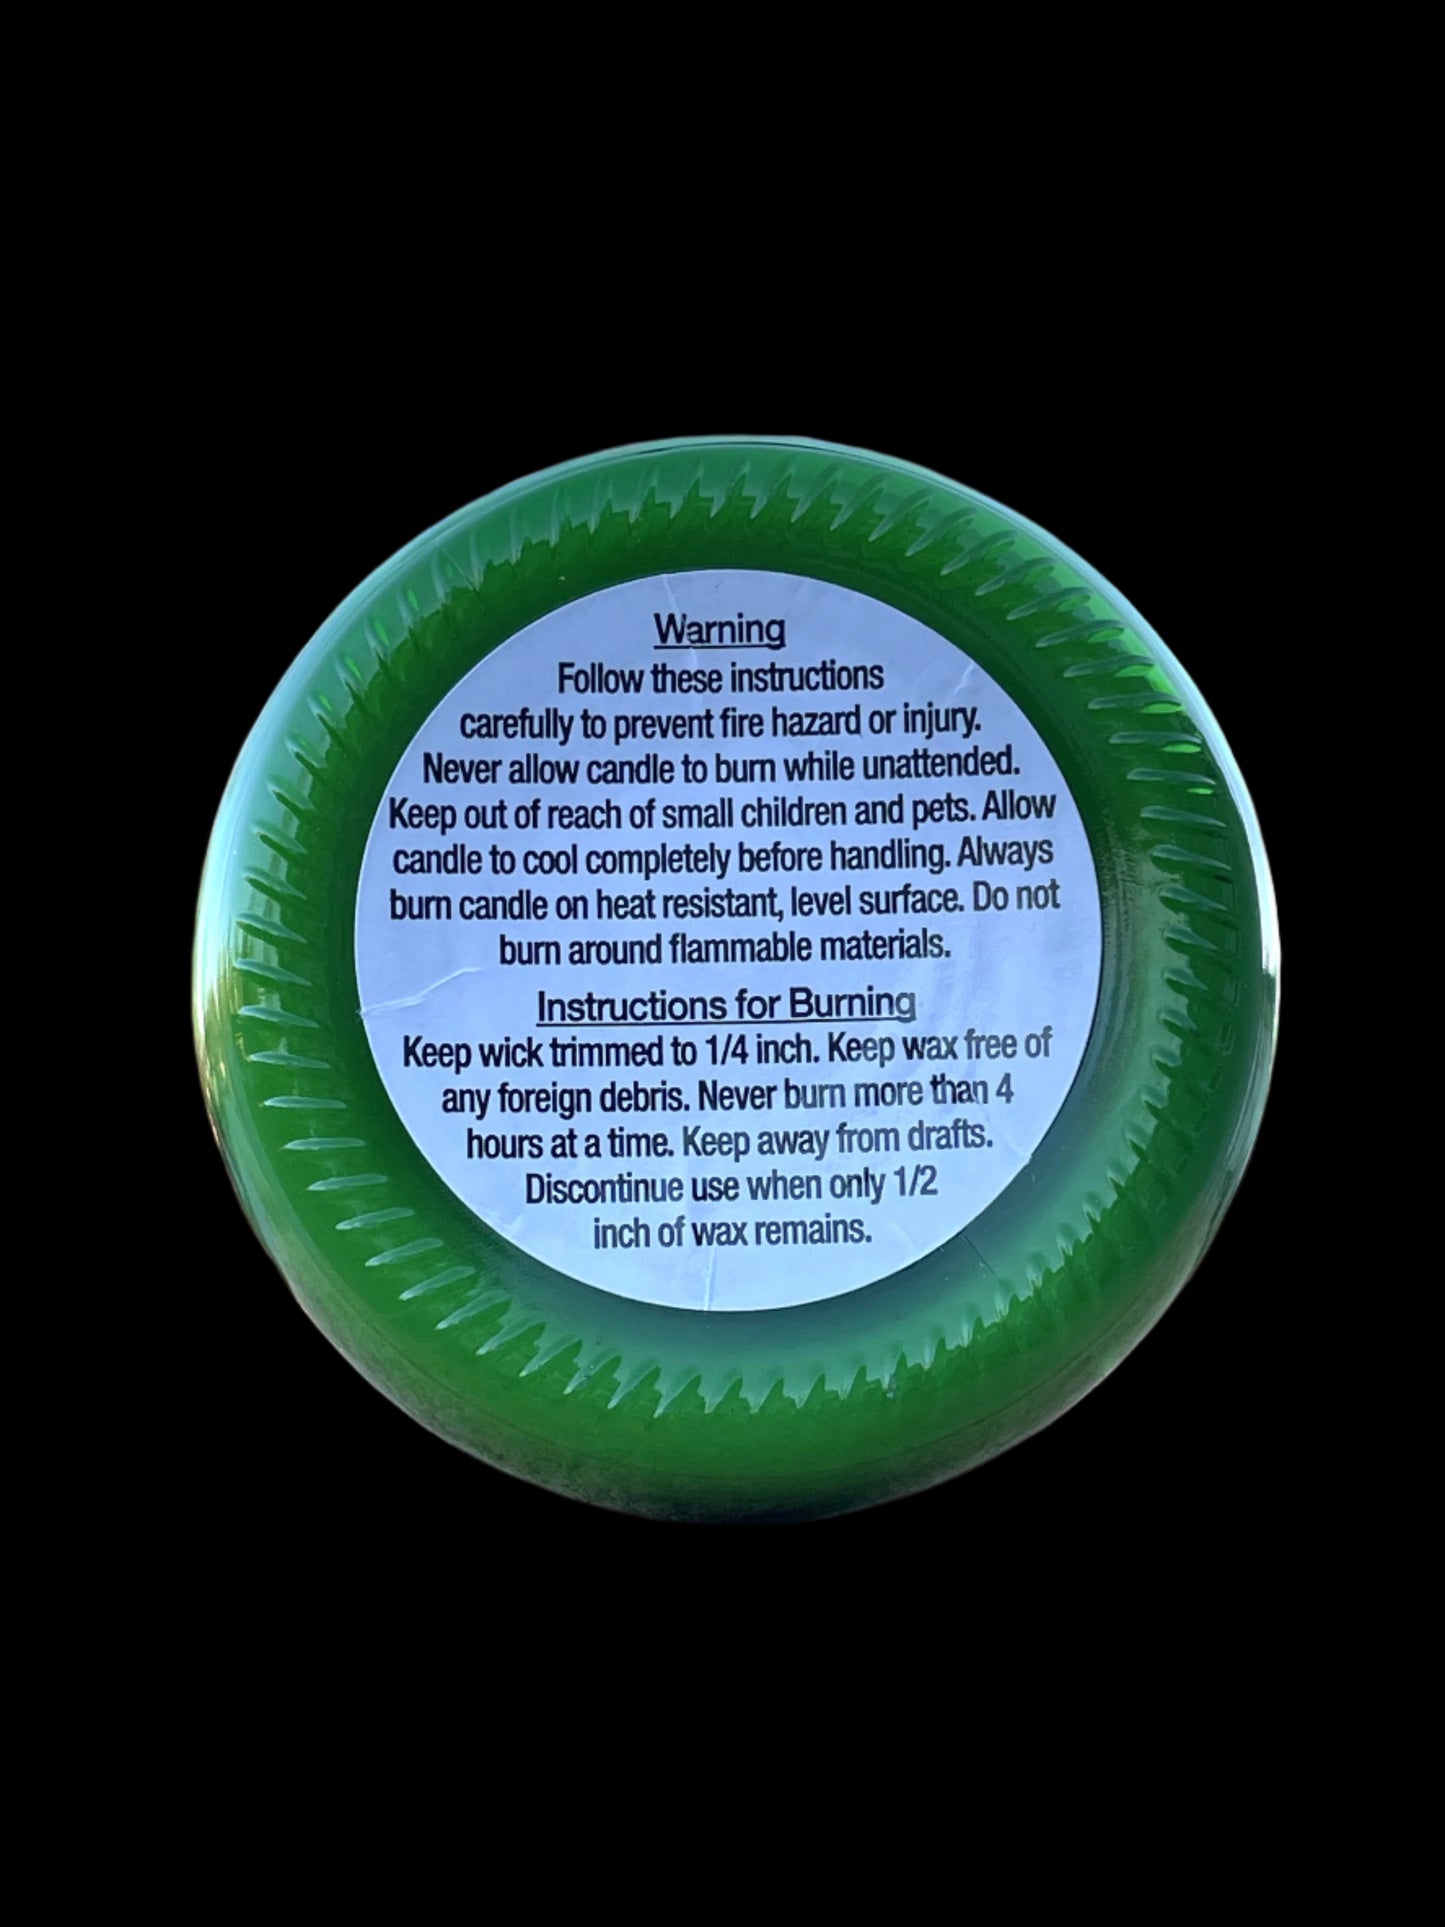 Warning
Follow these instructions
carefully to prevent fire hazard or injury.
Never allow candle to burn while unattended.
Keep out of reach of small children and pets. Allow
candle to cool completely before handling. Always
burn candle on heat resistant, level surface. Do not
burn around flammable materials.
Instructions for Burning
Keep wick trimmed to 1/4 inch. Keep wax free of
any foreign debris. Never burn more than 4
hours at a time. Keep away from drafts.
Discontinue use when only 1/2
inch of wax remains.